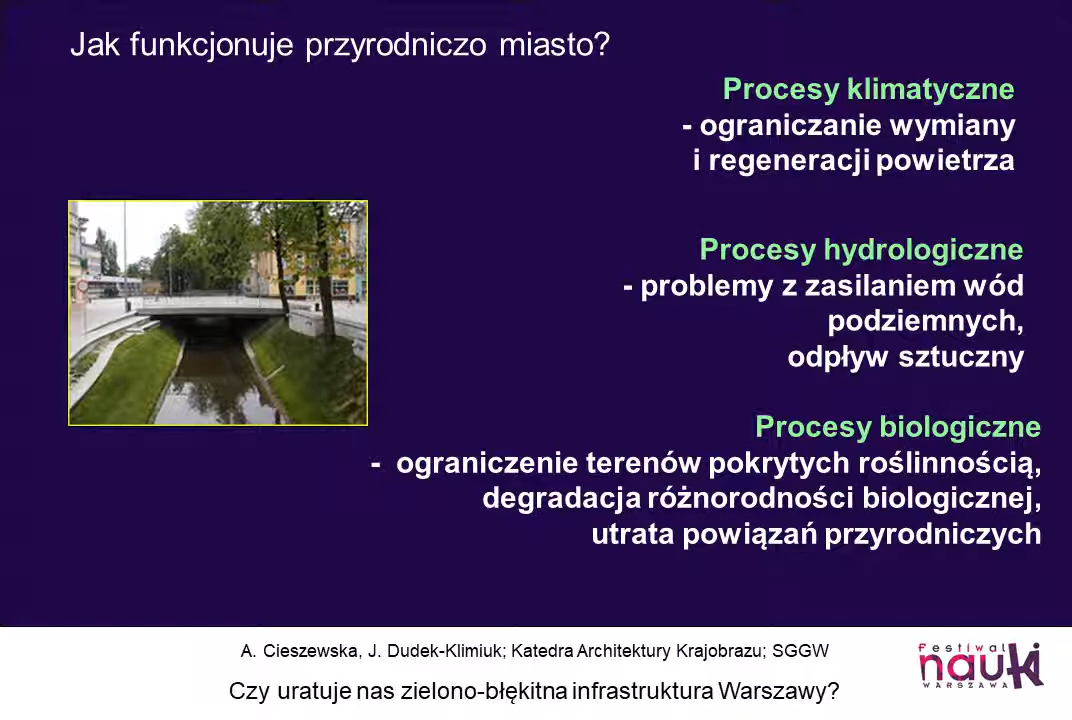 Jak funkcjonuje przyrodniczo miasto?
Procesy klimatyczne
- ograniczanie wymiany
i regeneracji powietrza
Procesy hydrologiczne
- problemy z zasilaniem wód
podziemnych,
odpływ sztuczny
Procesy biologiczne
- ograniczenie terenów pokrytych roślinnością,
degradacja różnorodności biologicznej,
utrata powiązań przyrodniczych
A. Cieszewska, J. Dudek-Klimiuk; Katedra Architektury Krajobrazu; SGGW
Czy uratuje nas zielono-błękitna infrastruktura Warszawy?
festiwal
nauki
WARSZAWA